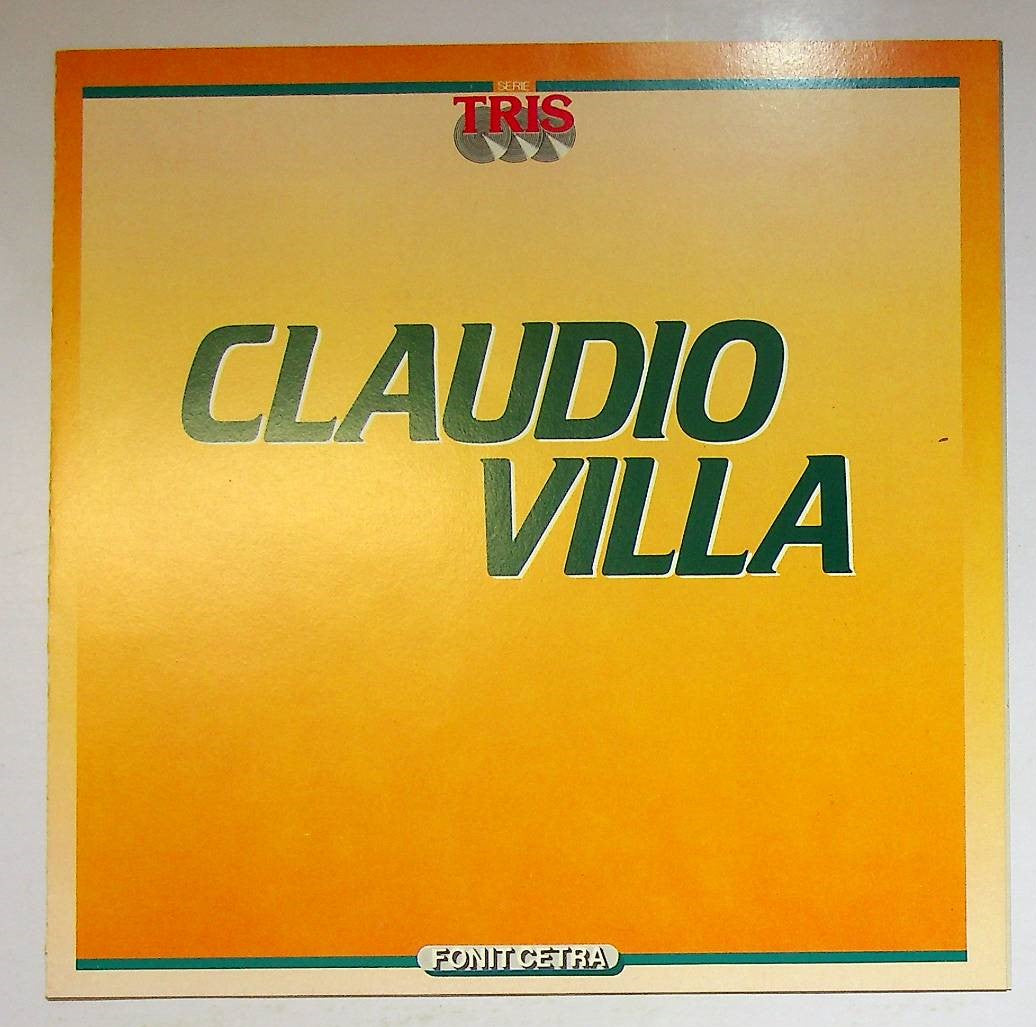 SERIE
TRIS
CLAUDIO
VILLA
FONIT CETRA